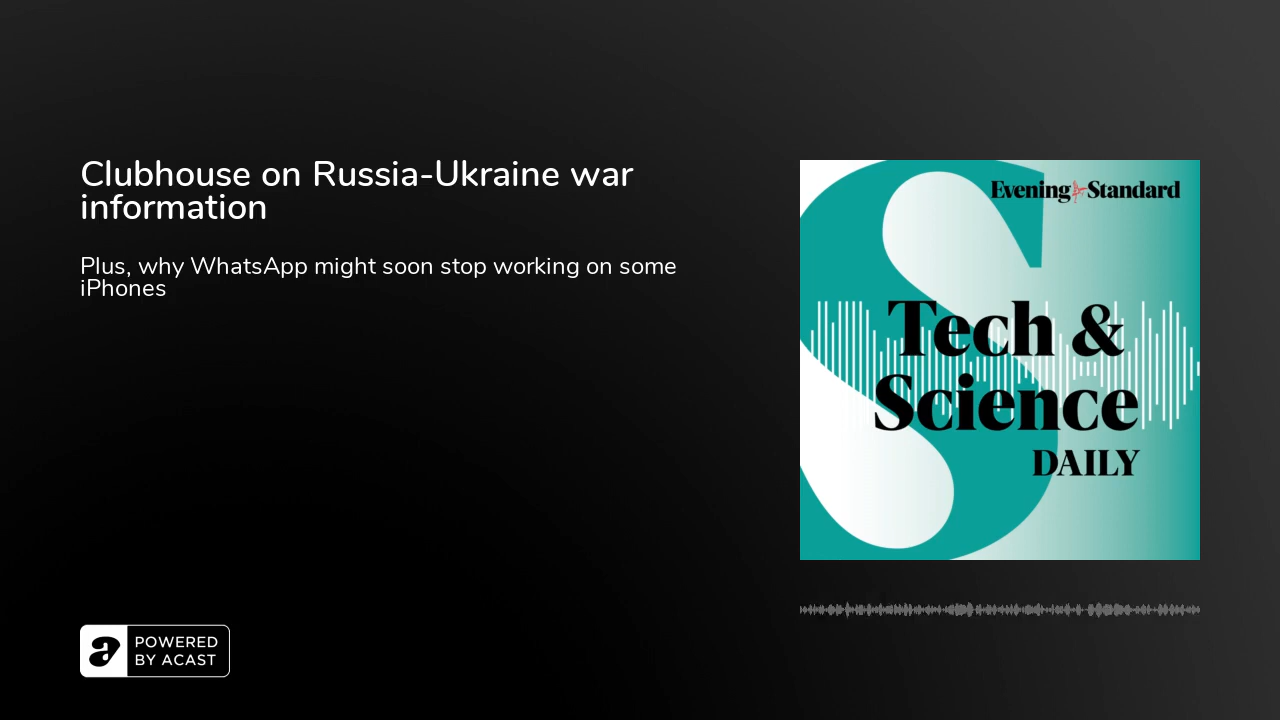 Clubhouse on Russia-Ukraine war
information
Plus, why WhatsApp might soon stop working on some
iPhones
Evening Standard
Tech &
Science
DAILY
POWERED
BY ACAST